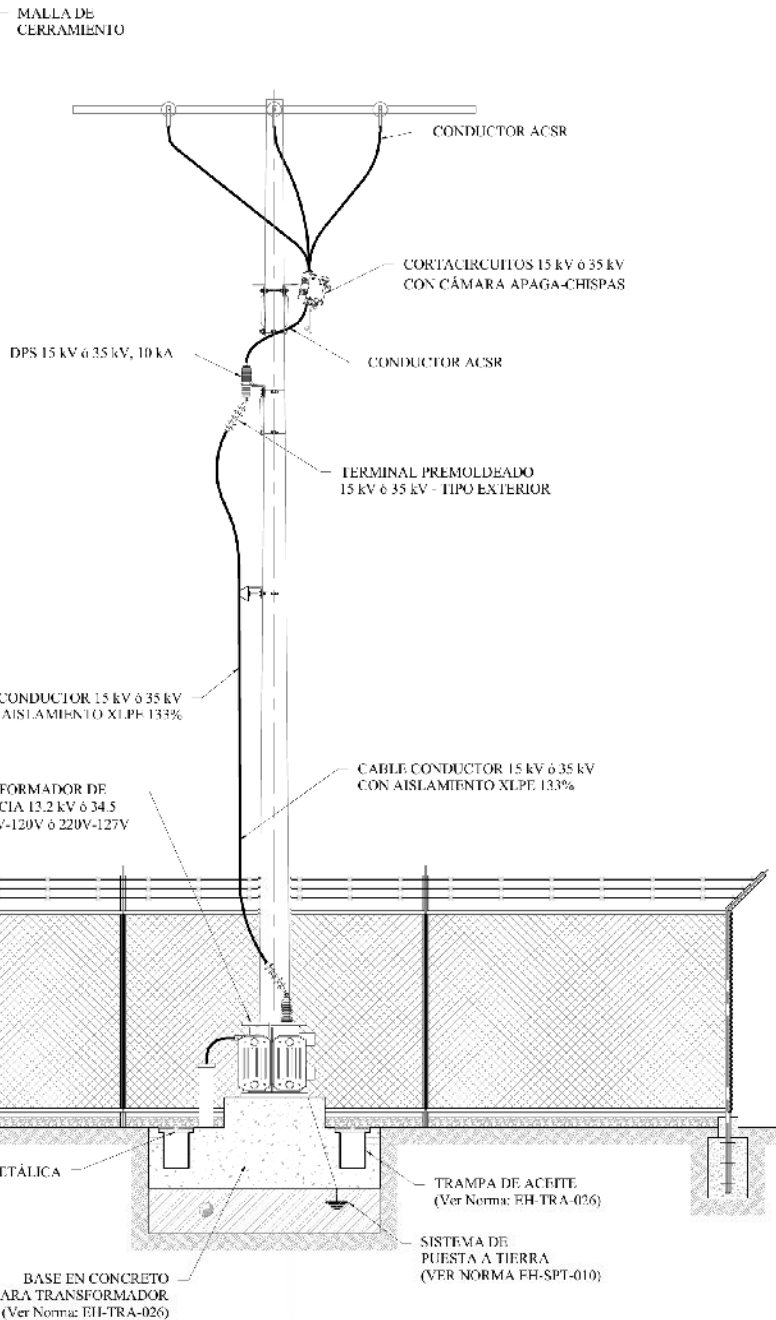 MALLA DE
CERRAMIENTO
CONDUCTOR ACSR
CORTACIRCUITOS 15 kV ó 35 kV
CON CÁMARA APAGA-CHISPAS
DPS 15 kV ó 35 kV, 10 kA
CONDUCTOR ACSR
TERMINAL PREMOLDEADO
15 kV ó 35 kV - TIPO EXTERIOR
CONDUCTOR 15 kV ó 35 kV
AISLAMIENTO XLPE 133%
CABLE CONDUCTOR 15 kV ó 35 kV
CON AISLAMIENTO XLPE 133%
FORMADOR DE
CIA 13.2 kV ó 34.5
V-120V ó 220V-127V
ETÁLICA
TRAMPA DE ACEITE
(Ver Norma: EH-TRA-026)
SISTEMA DE
PUESTA A TIERRA
(VER NORMA EH-SPT-010)
BASE EN CONCRETO
ARA TRANSFORMADOR
(Ver Norma: EH-TRA-026)